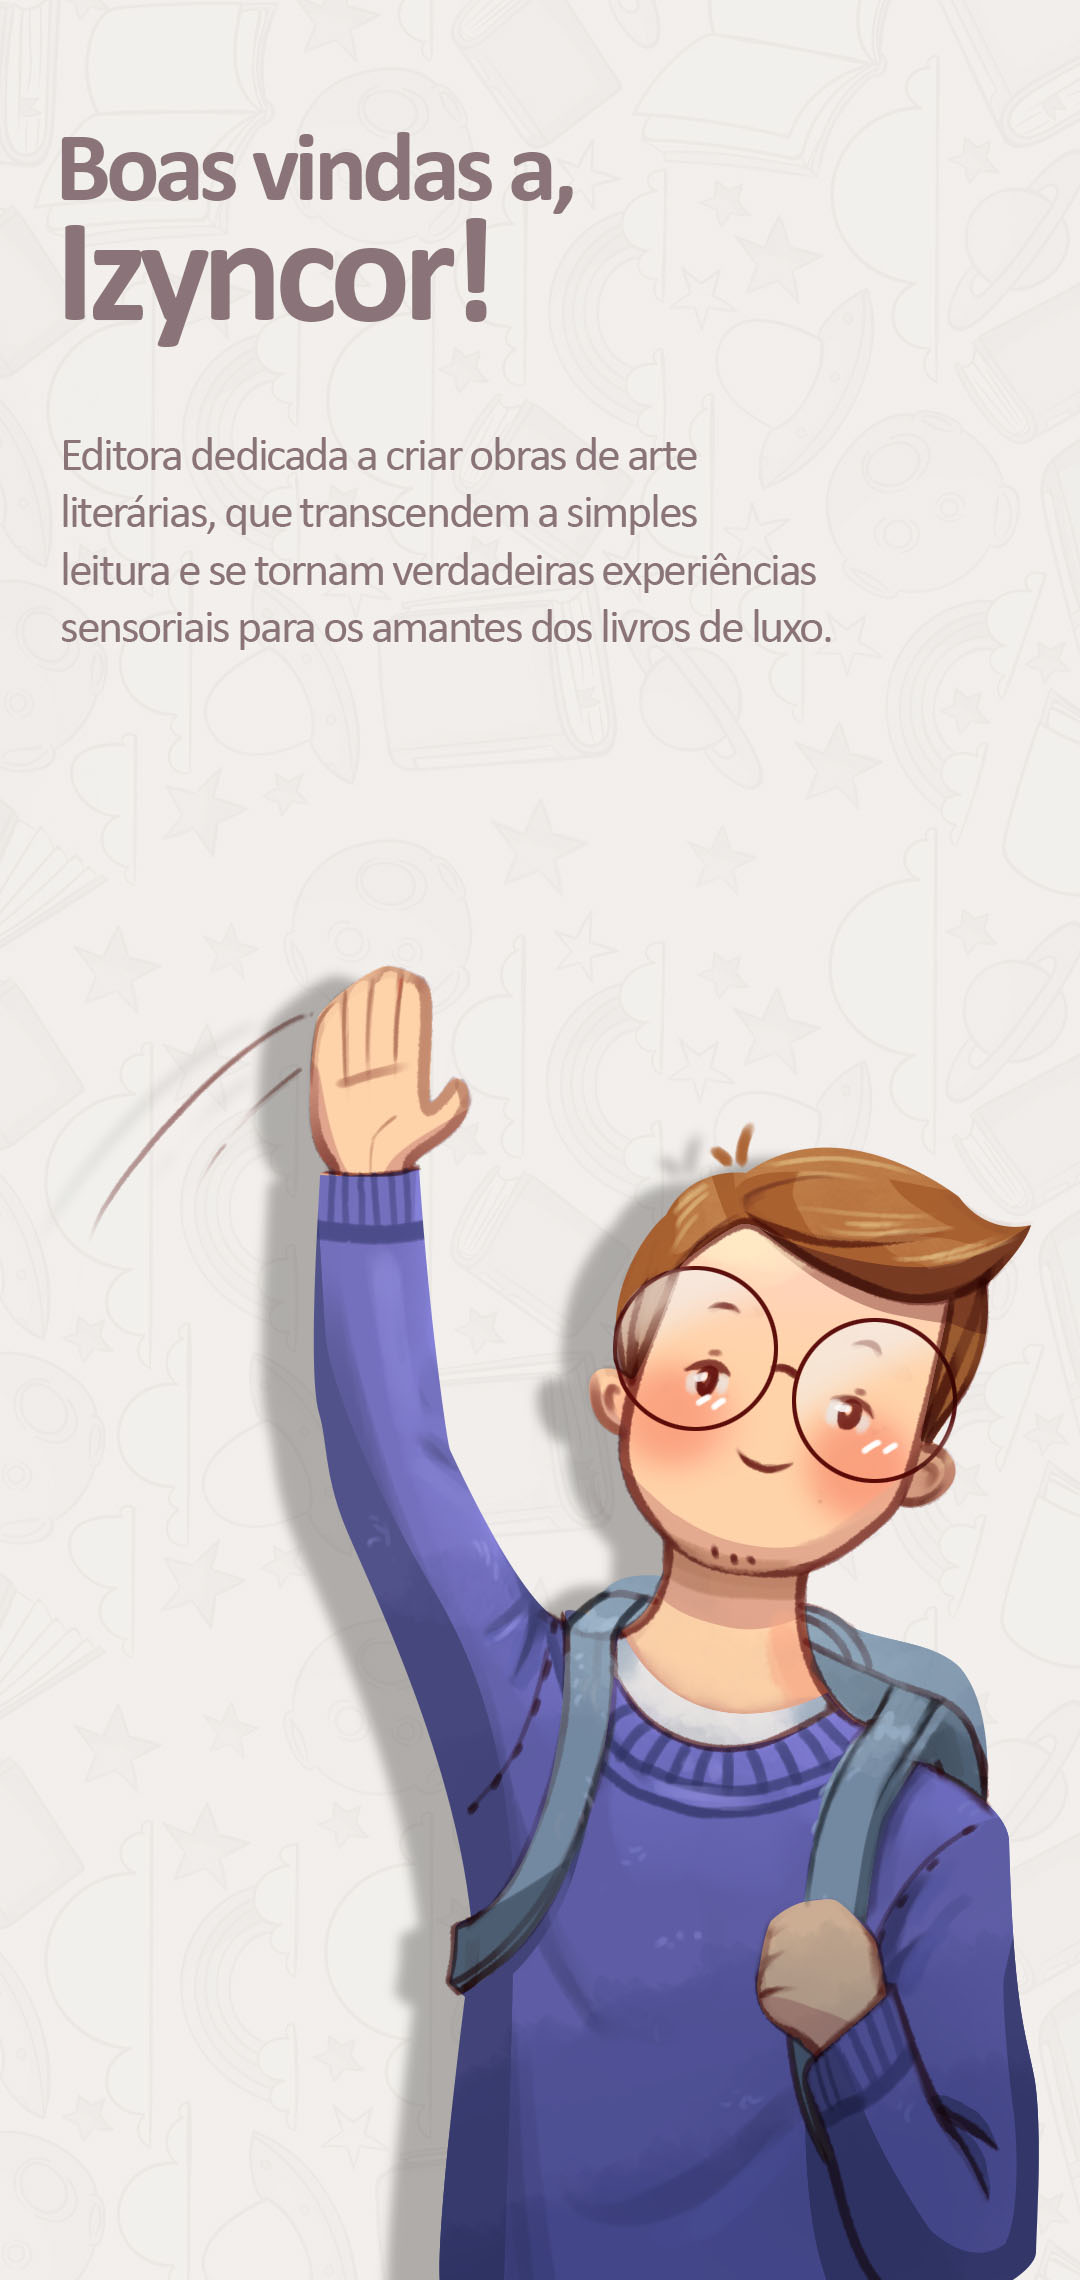 Boas vindas a,
Izyncor!
Editora dedicada a criar obras de arte
literárias, que transcendem a simples
leitura e se tornam verdadeiras experiências
sensoriais para os amantes dos livros de luxo.